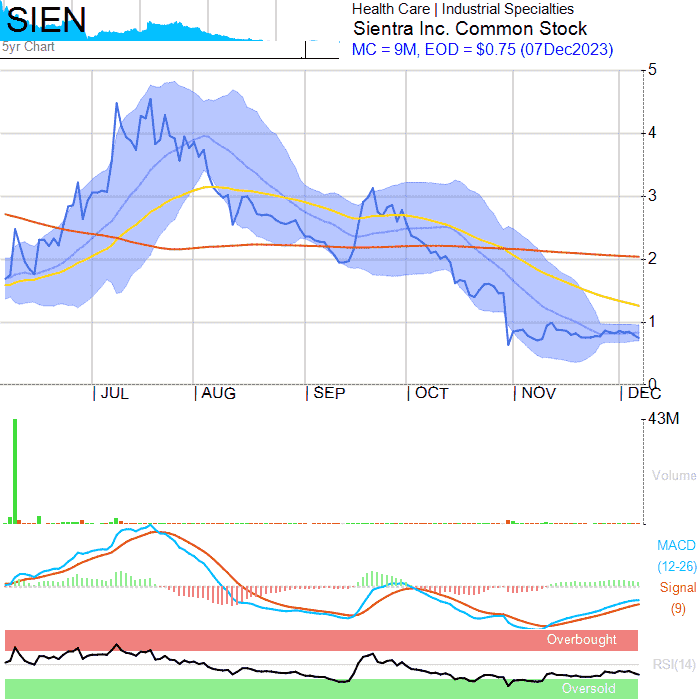 SIEN
5yr Chart
Health Care | Industrial Specialties
Sientra Inc. Common Stock
MC = 9M, EOD = $0.75 (07Dec2023)
5
4
3
2
1
0
| JUL | AUG | SEP | OCT | NOV | DEC
43M
Volume
MACD
(12-26)
Signal
(9)
Overbought
RSI(14)
Oversold